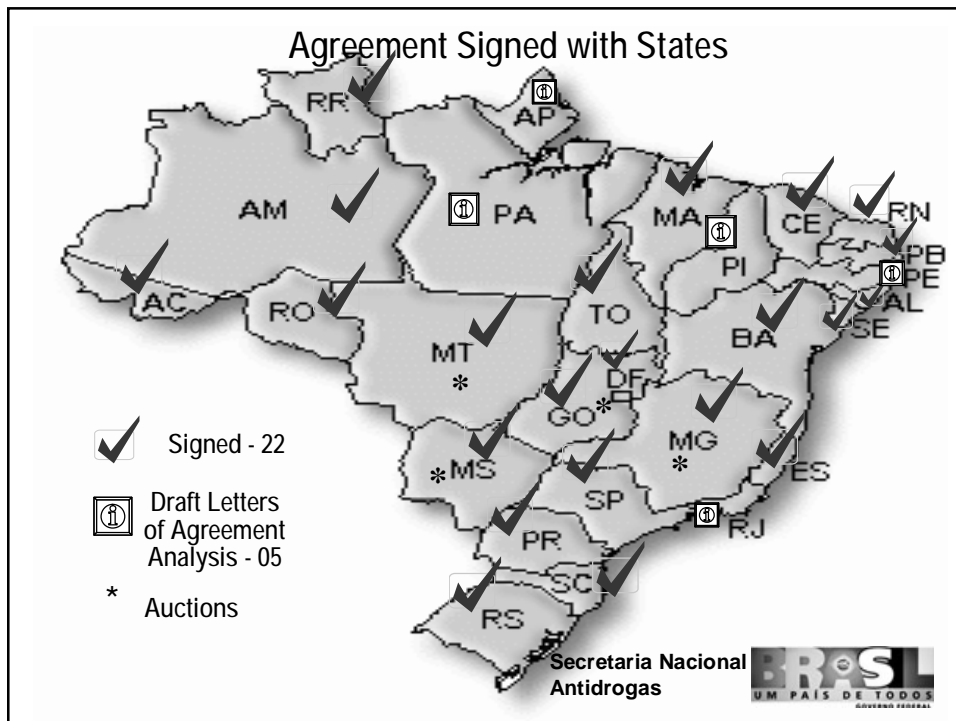 Agreement Signed with States
RR
AP
AM
PA
MA
CE
RN
PI
PB
PE
AL
SE
AC
RO
TO
BA
MT
DF
GO
MG
MS
ES
SP
RJ
PR
SC
RS
Signed - 22
Draft Letters
of Agreement
Analysis - 05
* Auctions
Secretaria Nacional
Antidrogas
BRASIL
UM PAÍS DE TODOS
GOVERNO FEDERAL